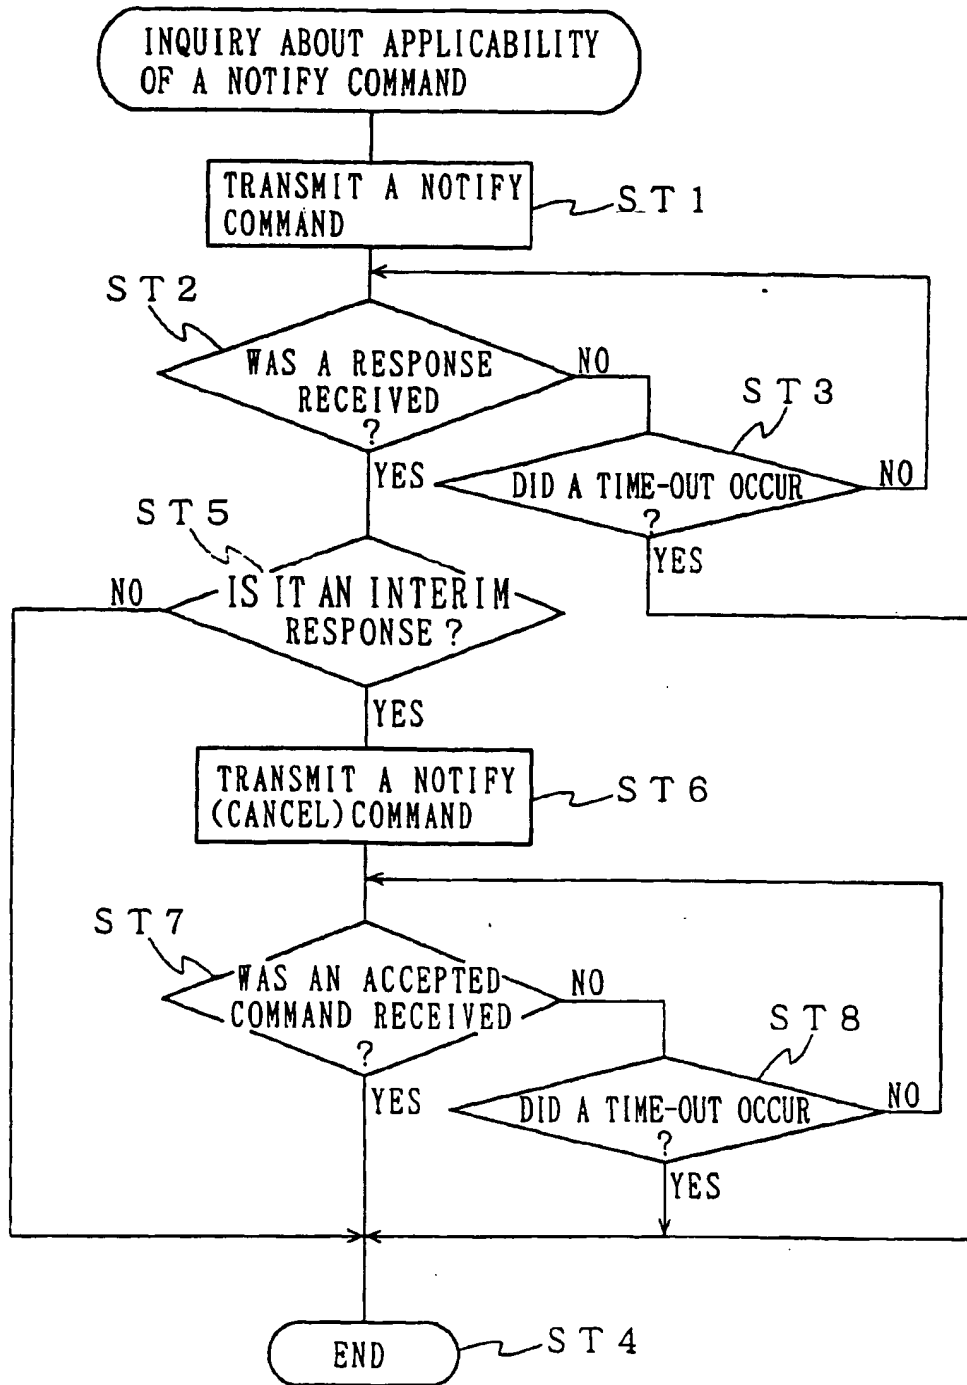 INQUIRY ABOUT APPLICABILITY
OF A NOTIFY COMMAND
TRANSMIT A NOTIFY
COMMAND
ST1
ST2
WAS A RESPONSE
RECEIVED
?
NO
YES
ST3
DID A TIME-OUT OCCUR
?
NO
YES
ST5
IS IT AN INTERIM
RESPONSE?
NO
YES
TRANSMIT A NOTIFY
(CANCEL)COMMAND
ST6
ST7
WAS AN ACCEPTED
COMMAND RECEIVED
?
NO
YES
ST8
DID A TIME-OUT OCCUR
?
NO
YES
END
ST4